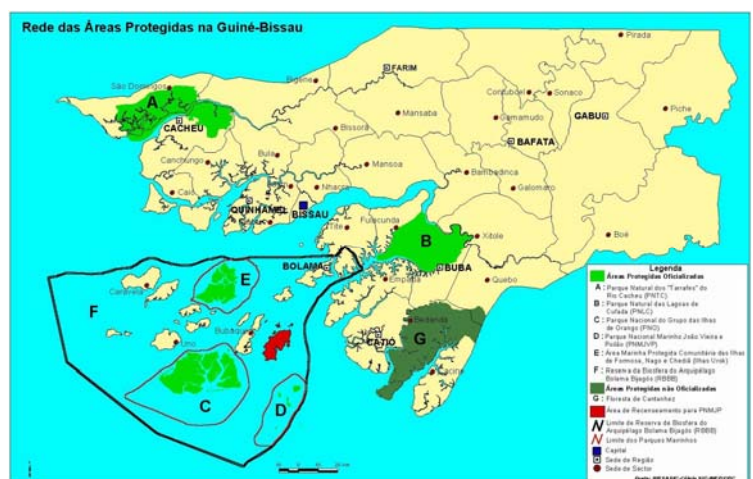 Rede das Áreas Protegidas na Guiné-Bissau
Pirada
FARIM
São Domingos
Bigene
Contuboel
Sonaco
A
Piche
Mansaba
Gamamudo
GABU
CACHEU
Bissorã
BAFATA
Bula
Canchungo
Mansoa
Bambadinca
Caió
Nhacra
Galomaro
QUINHAMEL
BISSAU
Tite
Fulacunda
B
Xitole
Boé
BOLAMA
BUBA
E
Empada
Quebo
F
Caravela
Bubaque
Bedanda
Uno
CATIÓ
G
C
D
Cacine
Legenda
Áreas Protegidas Oficializadas
A : Parque Natural dos "Tarrafes" do
Rio Cacheu (PNTC)
B : Parque Natural das Lagoas de
Cufada (PNLC)
C : Parque Nacional do Grupo das Ilhas
de Orango (PNO)
D : Parque Nacional Marinho João Vieira e
Poilão (PNMJVP)
E : Área Marinha Protegida Comunitária das Ilhas
de Formosa, Nago e Chediã (Ilhas Urok)
F : Reserva da Biosfera do Arquipélago
Bolama Bijagós (RBBB)
Áreas Protegidas não Oficializadas
G : Floresta de Cantanhez
Área de Recenseamento para PNMJP
Limite de Reserva de Biosfera do
Arquipélago Bolama Bijagós (RBBB)
Limite dos Parques Marinhos
Capital
Sede de Região
Sede de Sector